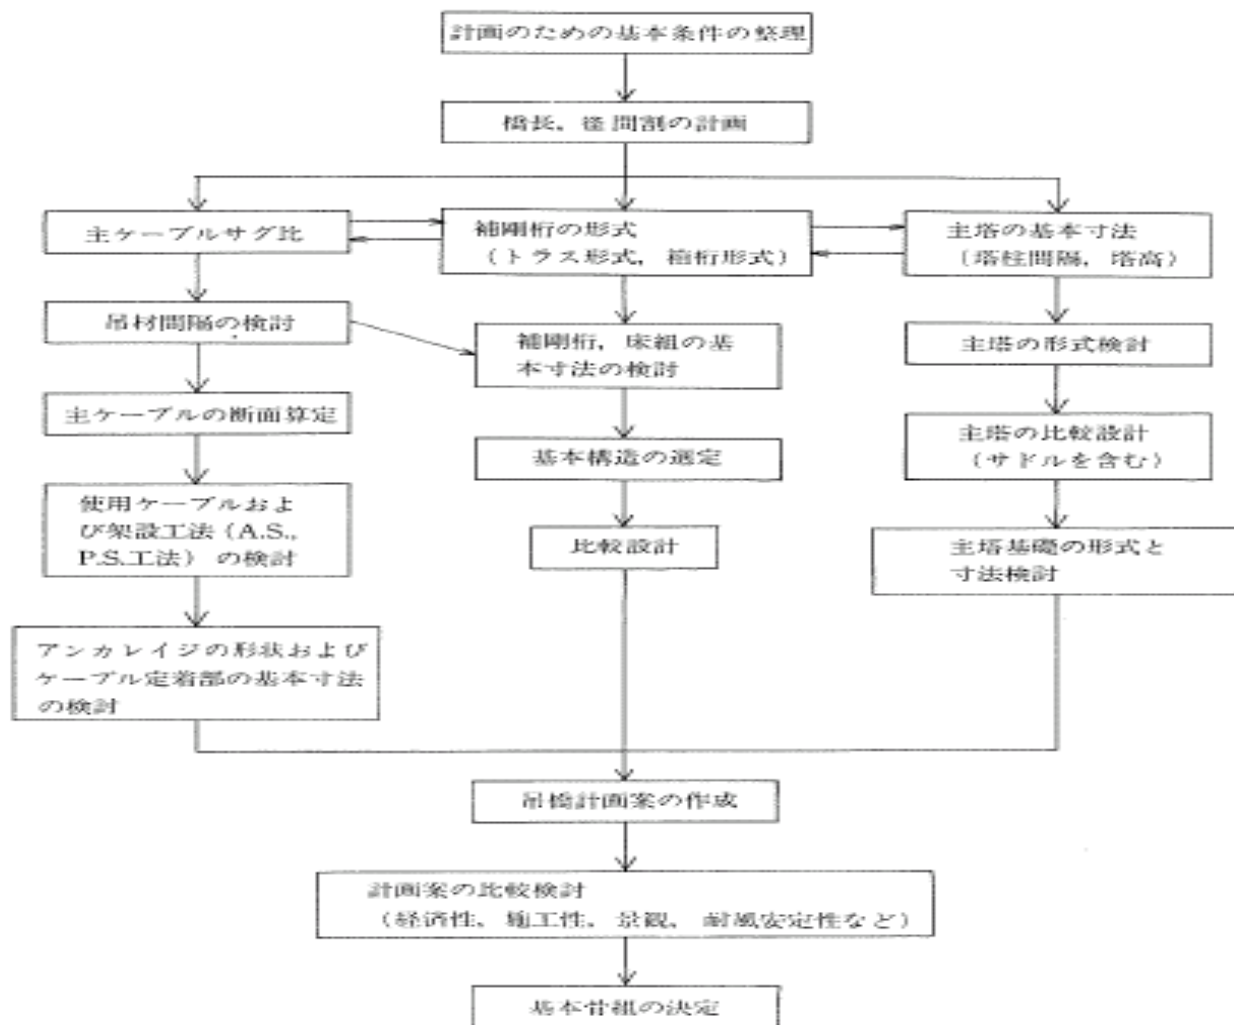 計画のための基本条件の整理
橋長，径間割の計画
主ケーブルサグ比
補剛桁の形式
（トラス形式，箱桁形式）
主塔の基本寸法
（塔柱間隔，塔高）
吊材間隔の検討
補剛桁，床組の基
本寸法の検討
主塔の形式検討
主ケーブルの断面算定
基本構造の選定
主塔の比較設計
（サドルを含む）
使用ケーブルおよ
び架設工法（A.S.，
P.S.工法）の検討
比較設計
主塔基礎の形式と
寸法検討
アンカレイジの形状および
ケーブル定着部の基本寸法
の検討
吊橋計画案の作成
計画案の比較検討
（経済性，施工性，景観，耐風安定性など）
基本骨組の決定